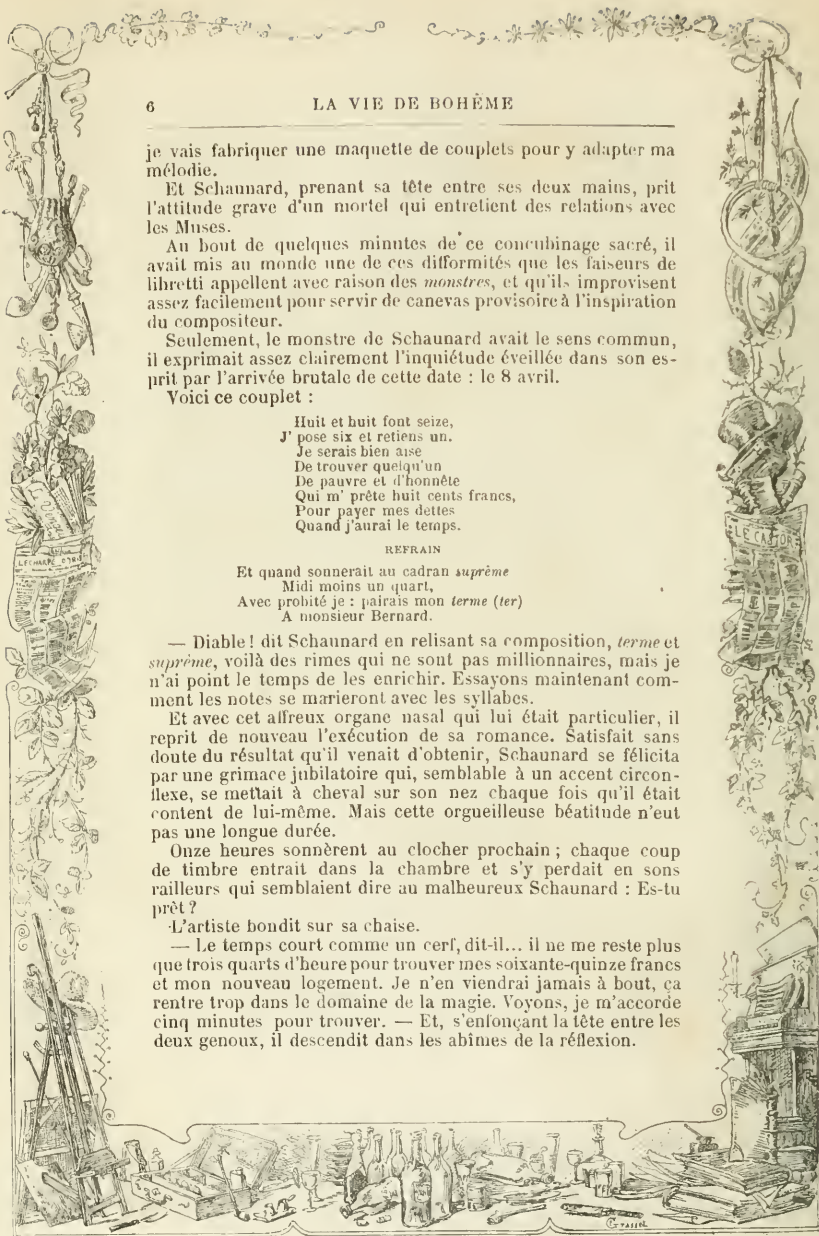 6 LA VIE DE BOHÈME
je vais fabriquer une maquette de couplets pour y adapter ma
mélodie.
Et Schaunard, prenant sa tête entre ses deux mains, prit
l'attitude grave d'un mortel qui entretient des relations avec
les Muses.
Au bout de quelques minutes de ce concubinage sacré, il
avait mis au monde une de ces difformités que les faiseurs de
libretti appellent avec raison des monstres, et qu'ils improvisent
assez facilement pour servir de canevas provisoire à l'inspiration
du compositeur.
Seulement, le monstre de Schaunard avait le sens commun,
il exprimait assez clairement l'inquiétude éveillée dans son es-
prit par l'arrivée brutale de cette date : le 8 avril.
Voici ce couplet :
Huit et huit font seize,
J' pose six et retiens un.
Je serais bien aise
De trouver quelqu'un
De pauvre et d'honnête
Qui m' prête huit cents francs,
Pour payer mes dettes
Quand j'aurai le temps.
REFRAIN
Et quand sonnerait au cadran suprême
Midi moins un quart,
Avec probité je : pairais mon terme (ter)
A monsieur Bernard.
— Diable ! dit Schaunard en relisant sa composition, terme et
suprême, voilà des rimes qui ne sont pas millionnaires, mais je
n'ai point le temps de les enrichir. Essayons maintenant com-
ment les notes se marieront avec les syllabes.
Et avec cet affreux organe nasal qui lui était particulier, il
reprit de nouveau l'exécution de sa romance. Satisfait sans
doute du résultat qu'il venait d'obtenir, Schaunard se félicita
par une grimace jubilatoire qui, semblable à un accent circon-
flexe, se mettait à cheval sur son nez chaque fois qu'il était
content de lui-même. Mais cette orgueilleuse béatitude n'eut
pas une longue durée.
Onze heures sonnèrent au clocher prochain ; chaque coup
de timbre entrait dans la chambre et s'y perdait en sons
railleurs qui semblaient dire au malheureux Schaunard : Es-tu
prêt ?
L'artiste bondit sur sa chaise.
— Le temps court comme un cerf, dit-il... il ne me reste plus
que trois quarts d'heure pour trouver mes soixante-quinze francs
et mon nouveau logement. Je n'en viendrai jamais à bout, ça
rentre trop dans le domaine de la magie. Voyons, je m'accorde
cinq minutes pour trouver. — Et, s'enfonçant la tête entre les
deux genoux, il descendit dans les abîmes de la réflexion.
LE CASTOR
Grasset